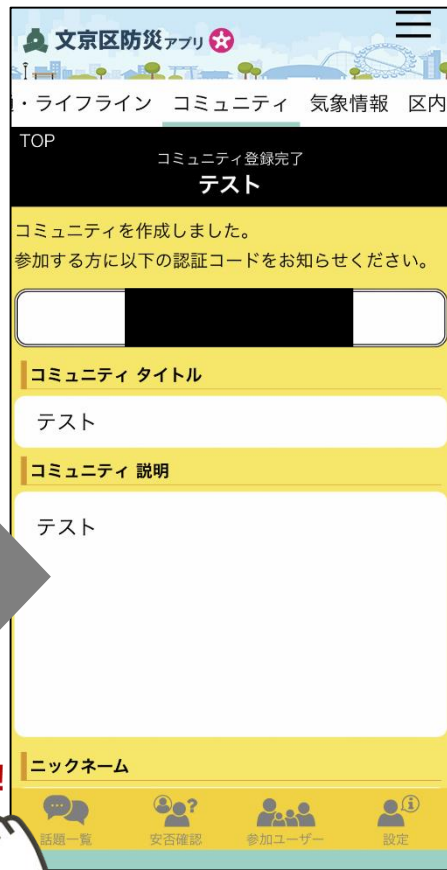 文京区防災アプリ
・ライフライン コミュニティ 気象情報 区内
TOP
コミュニティ登録完了
テスト
コミュニティを作成しました。
参加する方に以下の認証コードをお知らせください。
コミュニティ タイトル
テスト
コミュニティ 説明
テスト
ニックネーム
!
話題一覧 安否確認 参加ユーザー 設定